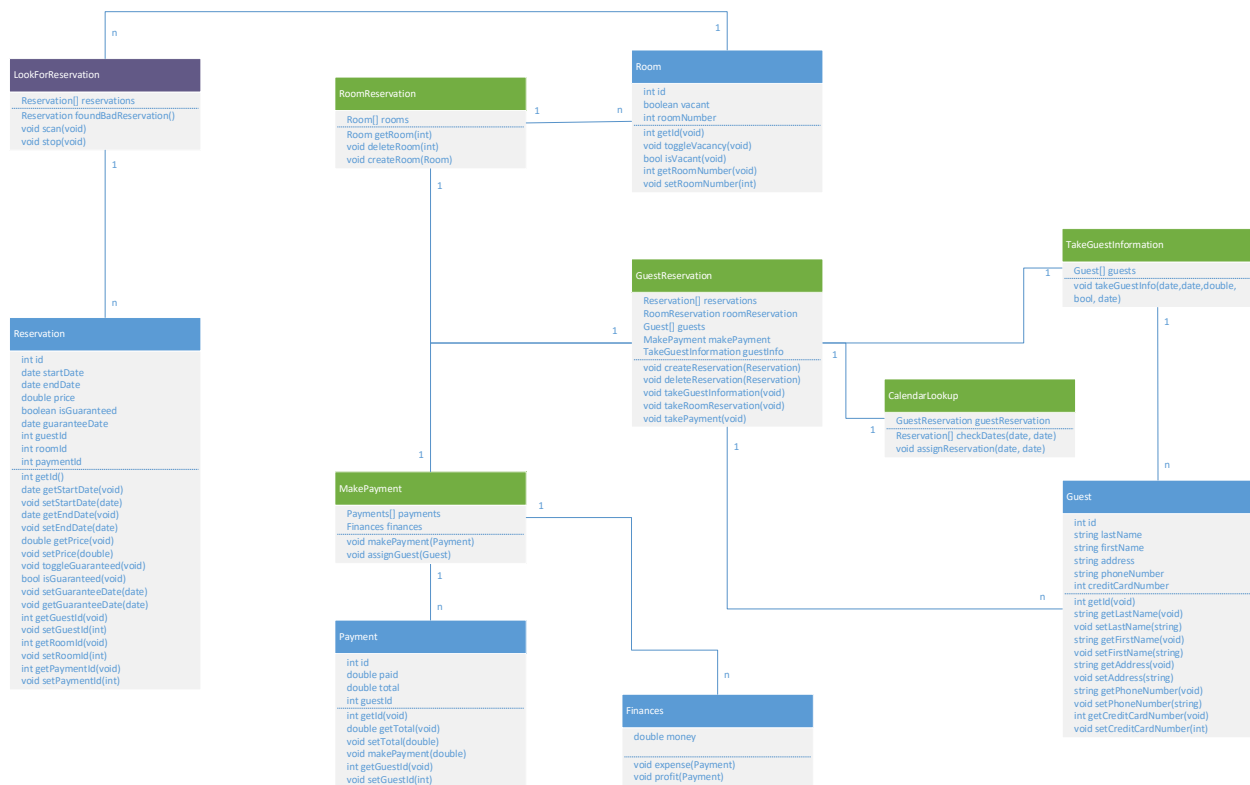 n
1
LookForReservation
Reservation[] reservations
Reservation foundBadReservation()
void scan(void)
void stop(void)
1
n
RoomReservation
Room[] rooms
Room getRoom(int)
void deleteRoom(int)
void createRoom(Room)
1
n
1
Room
int id
boolean vacant
int roomNumber
int getId(void)
void toggleVacancy(void)
bool isVacant(void)
int getRoomNumber(void)
void setRoomNumber(int)
GuestReservation
Reservation[] reservations
RoomReservation roomReservation
Guest[] guests
MakePayment makePayment
TakeGuestInformation guestInfo
void createReservation(Reservation)
void deleteReservation(Reservation)
void takeGuestInformation(void)
void takeRoomReservation(void)
void takePayment(void)
1
1
1
1
TakeGuestInformation
Guest[] guests
void takeGuestInfo(date,date,double,
bool, date)
1
n
CalendarLookup
GuestReservation guestReservation
Reservation[] checkDates(date, date)
void assignReservation(date, date)
1
Reservation
int id
date startDate
date endDate
double price
boolean isGuaranteed
date guaranteeDate
int guestId
int roomId
int paymentId
int getId()
date getStartDate(void)
void setStartDate(date)
date getEndDate(void)
void setEndDate(date)
double getPrice(void)
void setPrice(double)
void toggleGuaranteed(void)
bool isGuaranteed(void)
void setGuaranteeDate(date)
void getGuaranteeDate(date)
int getGuestId(void)
void setGuestId(int)
int getRoomId(void)
void setRoomId(int)
int getPaymentId(void)
void setPaymentId(int)
1
MakePayment
Payments[] payments
Finances finances
void makePayment(Payment)
void assignGuest(Guest)
1
1
n
Payment
int id
double paid
double total
int guestId
int getId(void)
double getTotal(void)
void setTotal(double)
void makePayment(double)
int getGuestId(void)
void setGuestId(int)
n
Finances
double money
void expense(Payment)
void profit(Payment)
n
Guest
int id
string lastName
string firstName
string address
string phoneNumber
int creditCardNumber
int getId(void)
string getLastName(void)
void setLastName(string)
string getFirstName(void)
void setFirstName(string)
string getAddress(void)
void setAddress(string)
string getPhoneNumber(void)
void setPhoneNumber(string)
int getCreditCardNumber(void)
void setCreditCardNumber(int)